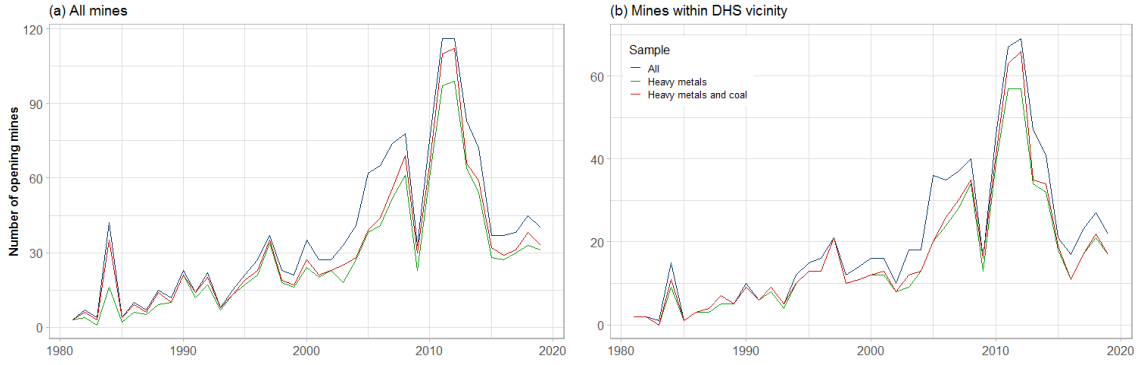 (a) All mines
Number of opening mines
120
90
60
30
0
1980 1990 2000 2010 2020
(b) Mines within DHS vicinity
Sample
All
Heavy metals
Heavy metals and coal
60
40
20
0
1980 1990 2000 2010 2020